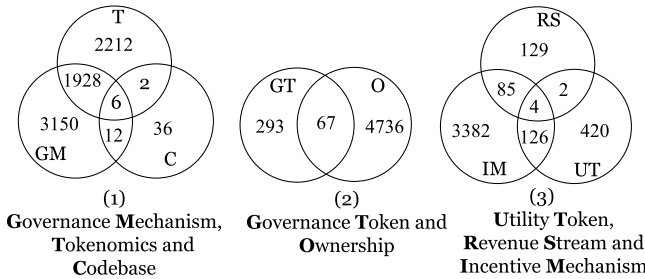 T
2212
1928
2
6
3150
12
36
GM
C
(1)
Governance Mechanism,
Tokenomics and
Codebase
GT
O
293
67
4736
(2)
Governance Token and
Ownership
RS
129
85
2
4
3382
126
420
IM
UT
(3)
Utility Token,
Revenue Stream and
Incentive Mechanism